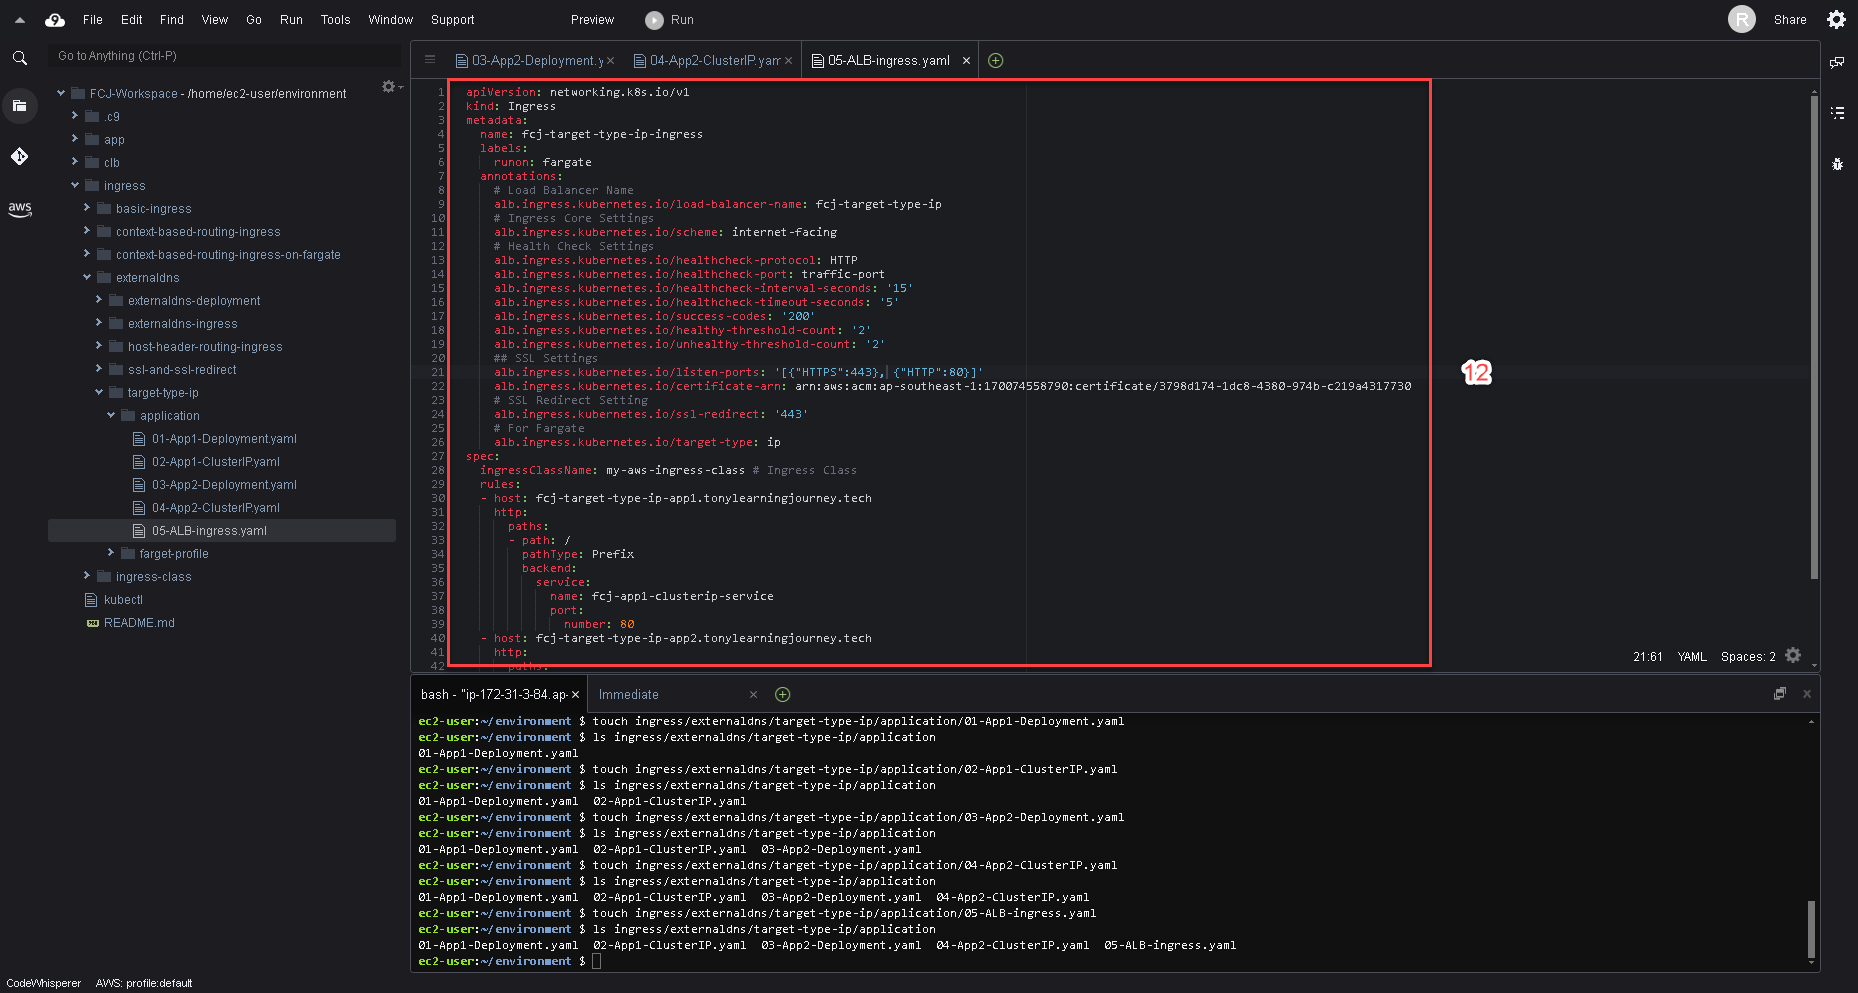 File Edit Find View Go Run Tools Window Support Preview Run R Share
Go to Anything (Ctrl-P)
FCJ-Workspace - /home/ec2-user/environment
.c9
app
clb
ingress
basic-ingress
context-based-routing-ingress
context-based-routing-ingress-on-fargate
externaldns
externaldns-deployment
externaldns-ingress
host-header-routing-ingress
ssl-and-ssl-redirect
target-type-ip
application
01-App1-Deployment.yaml
02-App1-ClusterIP.yaml
03-App2-Deployment.yaml
04-App2-ClusterIP.yaml
05-ALB-ingress.yaml
farget-profile
ingress-class
kubectl
README.md
aws
03-App2-Deployment.y 04-App2-ClusterIP.yam 05-ALB-ingress.yaml
1 apiVersion: networking.k8s.io/v1
2 kind: Ingress
3 metadata:
4 name: fcj-target-type-ip-ingress
5 labels:
6 runon: fargate
7 annotations:
8 # Load Balancer Name
9 alb.ingress.kubernetes.io/load-balancer-name: fcj-target-type-ip
10 # Ingress Core Settings
11 alb.ingress.kubernetes.io/scheme: internet-facing
12 # Health Check Settings
13 alb.ingress.kubernetes.io/healthcheck-protocol: HTTP
14 alb.ingress.kubernetes.io/healthcheck-port: traffic-port
15 alb.ingress.kubernetes.io/healthcheck-interval-seconds: '15'
16 alb.ingress.kubernetes.io/healthcheck-timeout-seconds: '5'
17 alb.ingress.kubernetes.io/success-codes: '200'
18 alb.ingress.kubernetes.io/healthy-threshold-count: '2'
19 alb.ingress.kubernetes.io/unhealthy-threshold-count: '2'
20 ## SSL Settings
21 alb.ingress.kubernetes.io/listen-ports: '[{"HTTPS":443}, {"HTTP":80}]'
22 alb.ingress.kubernetes.io/certificate-arn: arn:aws:acm:ap-southeast-1:170074558790:certificate/3798d174-1dc8-4380-974b-c219a4317730
23 # SSL Redirect Setting
24 alb.ingress.kubernetes.io/ssl-redirect: '443'
25 # For Fargate
26 alb.ingress.kubernetes.io/target-type: ip
27 spec:
28 ingressClassName: my-aws-ingress-class # Ingress Class
29 rules:
30 - host: fcj-target-type-ip-app1.tonylearningjourney.tech
31 http:
32 paths:
33 - path: /
34 pathType: Prefix
35 backend:
36 service:
37 name: fcj-app1-clusterip-service
38 port:
39 number: 80
40 - host: fcj-target-type-ip-app2.tonylearningjourney.tech
41 http:
42 paths:
12
21:61 YAML Spaces: 2
bash - "ip-172-31-3-84.ap- Immediate
ec2-user:~/environment $ touch ingress/externaldns/target-type-ip/application/01-App1-Deployment.yaml
ec2-user:~/environment $ ls ingress/externaldns/target-type-ip/application
01-App1-Deployment.yaml
ec2-user:~/environment $ touch ingress/externaldns/target-type-ip/application/02-App1-ClusterIP.yaml
ec2-user:~/environment $ ls ingress/externaldns/target-type-ip/application
01-App1-Deployment.yaml 02-App1-ClusterIP.yaml
ec2-user:~/environment $ touch ingress/externaldns/target-type-ip/application/03-App2-Deployment.yaml
ec2-user:~/environment $ ls ingress/externaldns/target-type-ip/application
01-App1-Deployment.yaml 02-App1-ClusterIP.yaml 03-App2-Deployment.yaml
ec2-user:~/environment $ touch ingress/externaldns/target-type-ip/application/04-App2-ClusterIP.yaml
ec2-user:~/environment $ ls ingress/externaldns/target-type-ip/application
01-App1-Deployment.yaml 02-App1-ClusterIP.yaml 03-App2-Deployment.yaml 04-App2-ClusterIP.yaml
ec2-user:~/environment $ touch ingress/externaldns/target-type-ip/application/05-ALB-ingress.yaml
ec2-user:~/environment $ ls ingress/externaldns/target-type-ip/application
01-App1-Deployment.yaml 02-App1-ClusterIP.yaml 03-App2-Deployment.yaml 04-App2-ClusterIP.yaml 05-ALB-ingress.yaml
ec2-user:~/environment $
CodeWhisperer AWS: profile:default